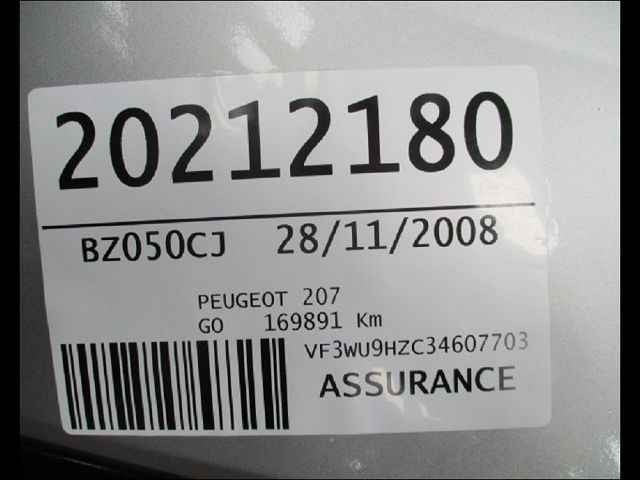 20212180
BZ050CJ 28/11/2008
PEUGEOT 207
GO 169891 Km
VF3WU9HZC34607703
ASSURANCE